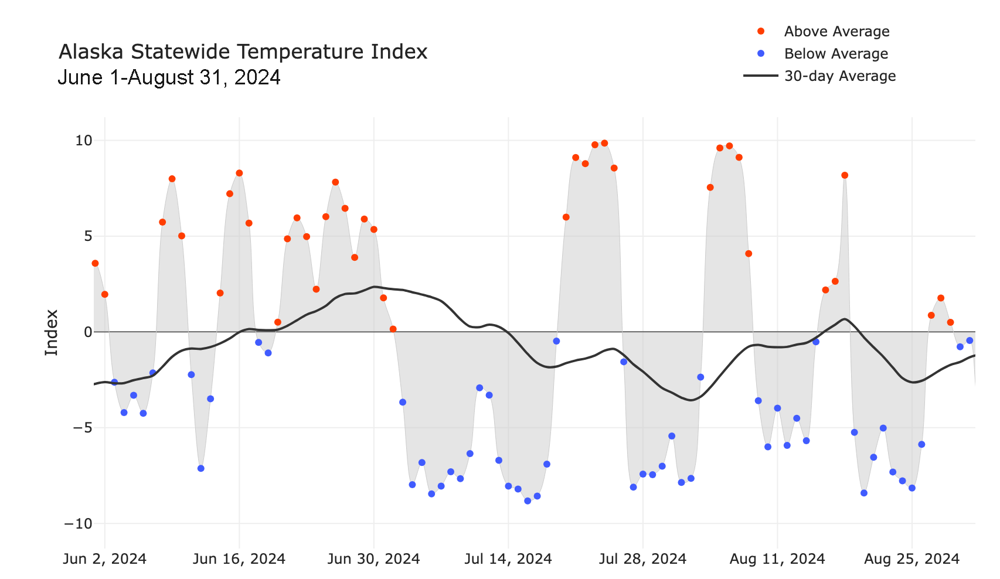 Above Average
Alaska Statewide Temperature Index
Below Average
June 1-August 31, 2024
30-day Average
10
5
0
−5
−10
Index
Jun 2, 2024
Jun 16, 2024
Jun 30, 2024
Jul 14, 2024
Jul 28, 2024
Aug 11, 2024
Aug 25, 2024